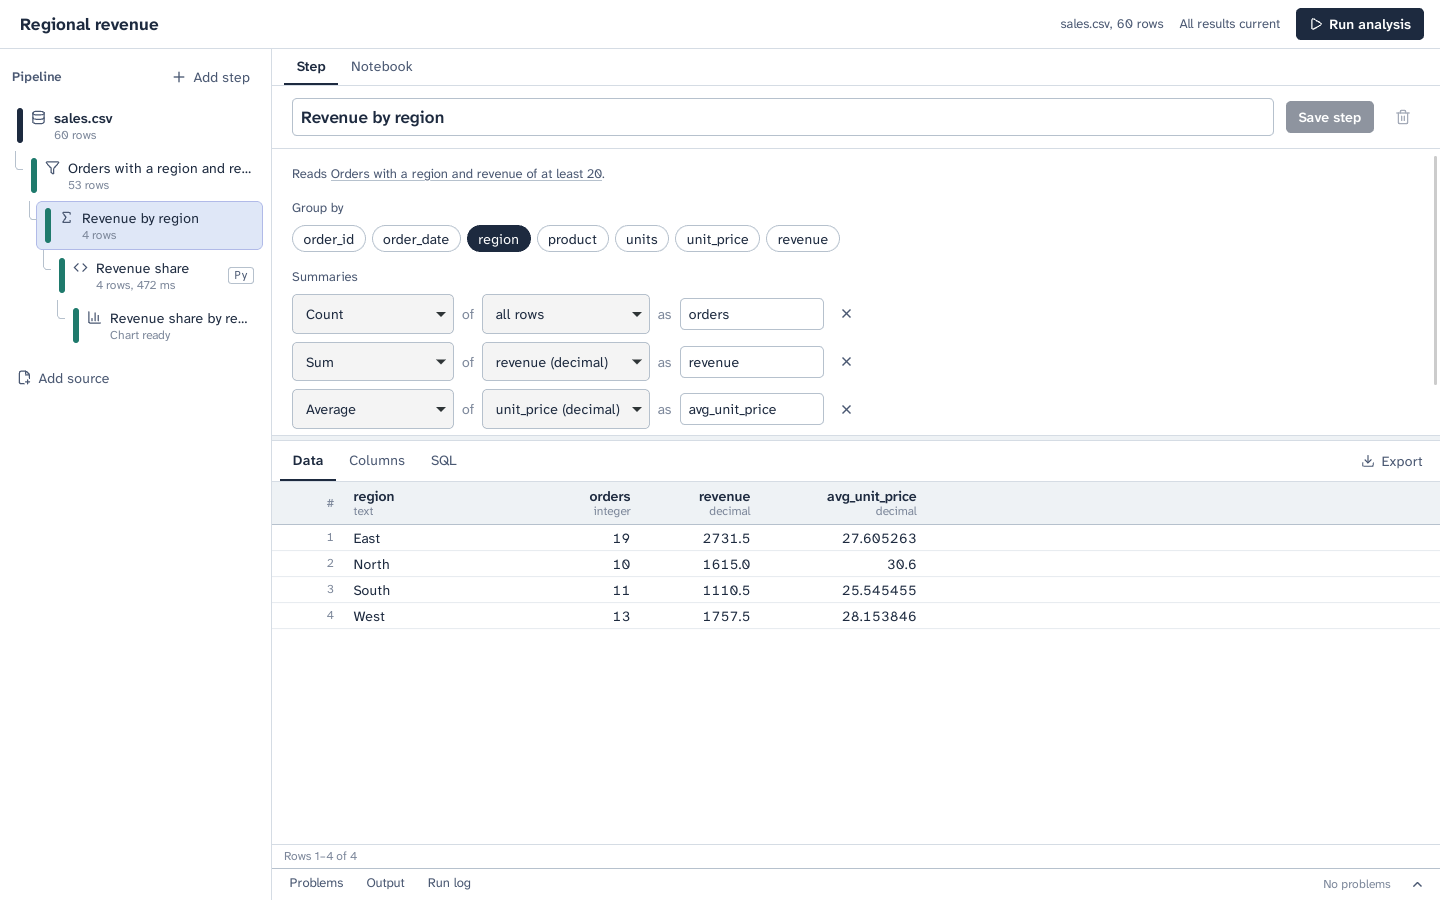 Regional revenue
sales.csv, 60 rows
All results current
Run analysis
Pipeline
Add step
sales.csv
60 rows
Orders with a region and re...
53 rows
Revenue by region
4 rows
Revenue share
4 rows, 472 ms
Py
Revenue share by re...
Chart ready
Add source
Step
Notebook
Revenue by region
Save step
Reads Orders with a region and revenue of at least 20.
Group by
order_id
order_date
region
product
units
unit_price
revenue
Summaries
Count of all rows as orders
Sum of revenue (decimal) as revenue
Average of unit_price (decimal) as avg_unit_price
Data
Columns
SQL
Export
# region orders revenue avg_unit_price
text integer decimal decimal
1 East 19 2731.5 27.605263
2 North 10 1615.0 30.6
3 South 11 1110.5 25.545455
4 West 13 1757.5 28.153846
Rows 1–4 of 4
Problems
Output
Run log
No problems